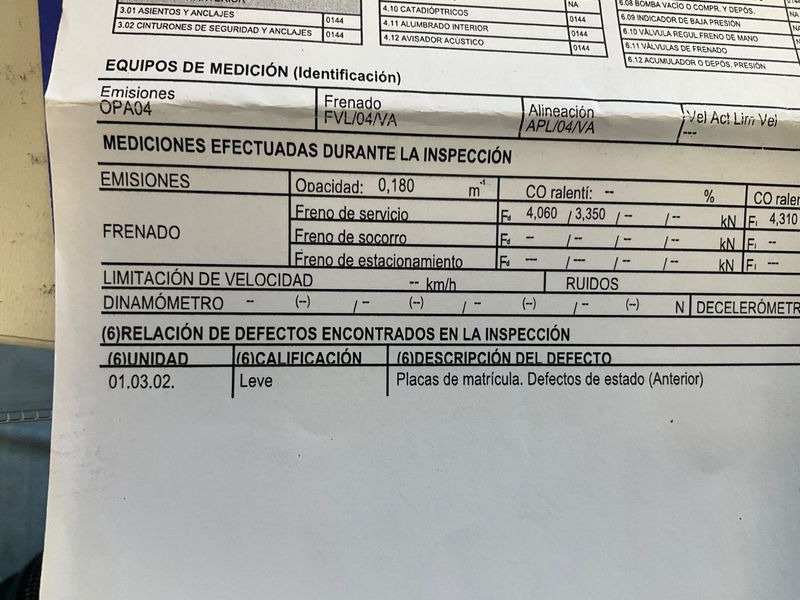 3.01 ASIENTOS Y ANCLAJES 0144
3.02 CINTURONES DE SEGURIDAD Y ANCLAJES 0144
4.10 CATADIÓPTRICOS NA
4.11 ALUMBRADO INTERIOR 0144
4.12 AVISADOR ACÚSTICO 0144
6.08 BOMBA VACÍO O COMPR. Y DEPÓS. NA
6.09 INDICADOR DE BAJA PRESIÓN NA
6.10 VÁLVULA REGUL FRENO DE MANO
6.11 VÁLVULAS DE FRENADO
6.12 ACUMULADOR O DEPÓS. PRESIÓN
EQUIPOS DE MEDICIÓN (Identificación)
Emisiones Frenado Alineación Vel Act Lim Vel
OPA04 FVL/04/VA APL/04/VA ---
MEDICIONES EFECTUADAS DURANTE LA INSPECCIÓN
EMISIONES Opacidad: 0,180 m⁻¹ CO ralentí: -- % CO ralen
FRENADO
Freno de servicio Fd 4,060 / 3,350 / -- / -- kN Fi 4,310
Freno de socorro Fd -- / -- / -- / -- kN Fi --
Freno de estacionamiento Fd --- / --- / -- / -- kN Fi --
LIMITACIÓN DE VELOCIDAD -- km/h RUIDOS
DINAMÓMETRO -- (--) / -- (--) / -- (--) / -- (--) N DECELERÓMETR
(6)RELACIÓN DE DEFECTOS ENCONTRADOS EN LA INSPECCIÓN
(6)UNIDAD (6)CALIFICACIÓN (6)DESCRIPCIÓN DEL DEFECTO
01.03.02. Leve Placas de matrícula. Defectos de estado (Anterior)